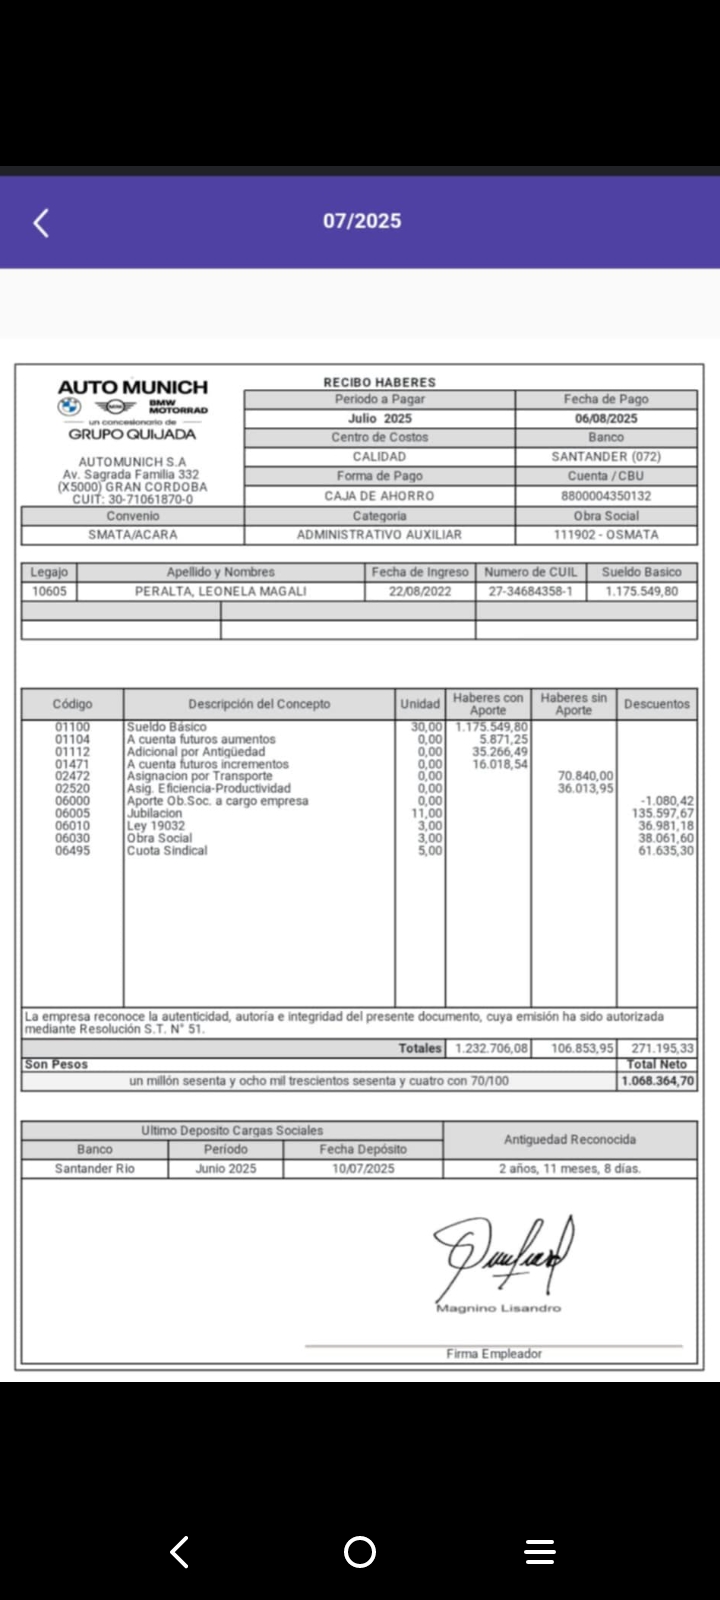 07/2025
AUTO MUNICH
MINI
BMW
MOTORRAD
un concesionario de
GRUPO QUIJADA
AUTOMUNICH S.A
Av. Sagrada Familia 332
(X5000) GRAN CORDOBA
CUIT: 30-71061870-0
RECIBO HABERES
Periodo a Pagar Fecha de Pago
Julio 2025 06/08/2025
Centro de Costos Banco
CALIDAD SANTANDER (072)
Forma de Pago Cuenta / CBU
CAJA DE AHORRO 8800004350132
Convenio Categoria Obra Social
SMATA/ACARA ADMINISTRATIVO AUXILIAR 111902 - OSMATA
Legajo Apellido y Nombres Fecha de Ingreso Numero de CUIL Sueldo Basico
10605 PERALTA, LEONELA MAGALI 22/08/2022 27-34684358-1 1.175.549,80
Código Descripción del Concepto Unidad Haberes con Aporte Haberes sin Aporte Descuentos
01100 Sueldo Básico 30,00 1.175.549,80
01104 A cuenta futuros aumentos 0,00 5.871,25
01112 Adicional por Antigüedad 0,00 35.266,49
01471 A cuenta futuros incrementos 0,00 16.018,54
02472 Asignacion por Transporte 0,00 70.840,00
02520 Asig. Eficiencia-Productividad 0,00 36.013,95
06000 Aporte Ob.Soc. a cargo empresa 0,00 -1.080,42
06005 Jubilacion 11,00 135.597,67
06010 Ley 19032 3,00 36.981,18
06030 Obra Social 3,00 38.061,60
06495 Cuota Sindical 5,00 61.635,30
La empresa reconoce la autenticidad, autoría e integridad del presente documento, cuya emisión ha sido autorizada
mediante Resolución S.T. N° 51.
Totales 1.232.706,08 106.853,95 271.195,33
Son Pesos Total Neto
un millón sesenta y ocho mil trescientos sesenta y cuatro con 70/100 1.068.364,70
Ultimo Deposito Cargas Sociales Antiguedad Reconocida
Banco Periodo Fecha Depósito
Santander Rio Junio 2025 10/07/2025 2 años, 11 meses, 8 días.
Magnino Lisandro
Firma Empleador